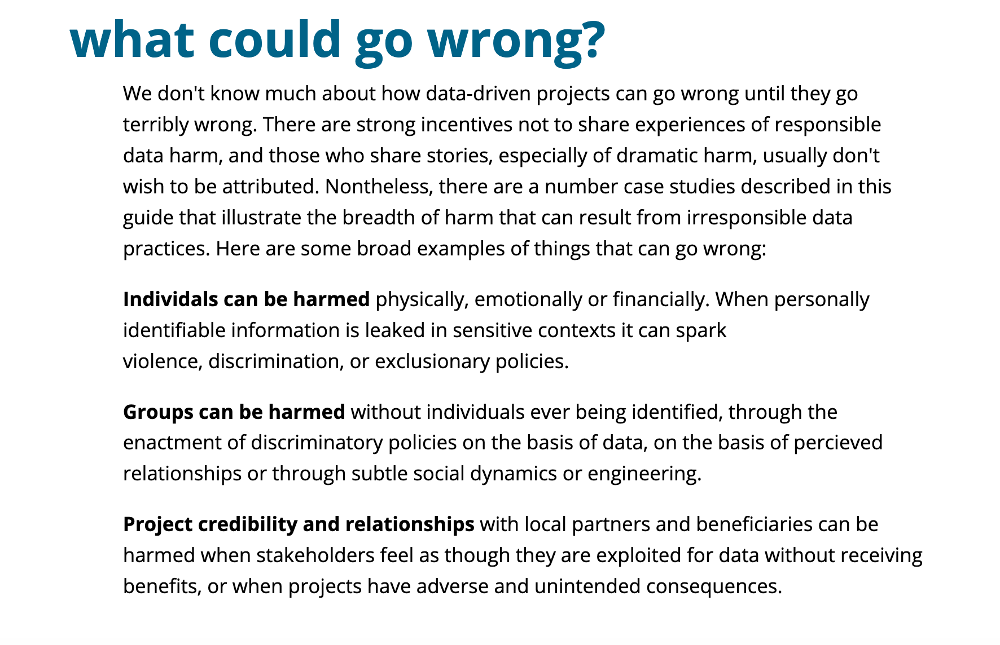 what could go wrong?
We don't know much about how data-driven projects can go wrong until they go
terribly wrong. There are strong incentives not to share experiences of responsible
data harm, and those who share stories, especially of dramatic harm, usually don't
wish to be attributed. Nontheless, there are a number case studies described in this
guide that illustrate the breadth of harm that can result from irresponsible data
practices. Here are some broad examples of things that can go wrong:
Individals can be harmed physically, emotionally or financially. When personally
identifiable information is leaked in sensitive contexts it can spark
violence, discrimination, or exclusionary policies.
Groups can be harmed without individuals ever being identified, through the
enactment of discriminatory policies on the basis of data, on the basis of percieved
relationships or through subtle social dynamics or engineering.
Project credibility and relationships with local partners and beneficiaries can be
harmed when stakeholders feel as though they are exploited for data without receiving
benefits, or when projects have adverse and unintended consequences.